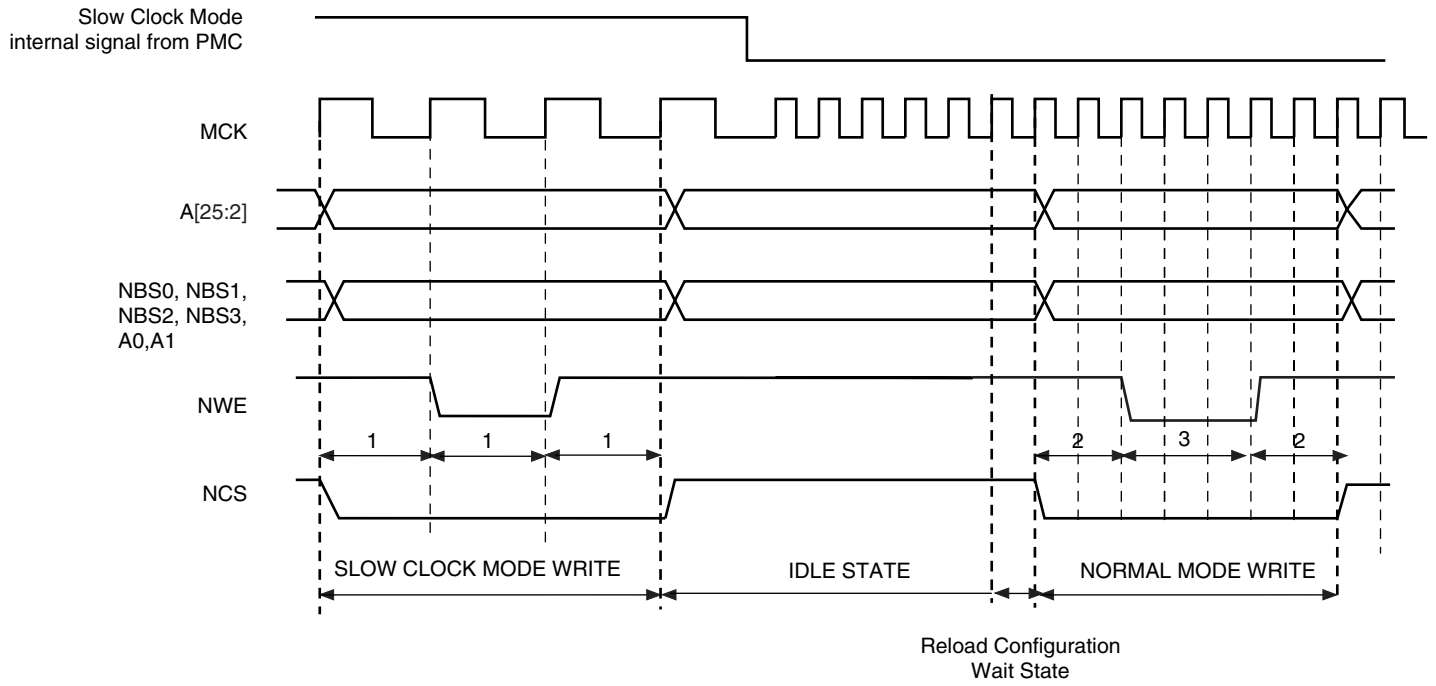 Slow Clock Mode
internal signal from PMC
MCK
A[25:2]
NBS0, NBS1,
NBS2, NBS3,
A0,A1
NWE
1 1 1 2 3 2
NCS
SLOW CLOCK MODE WRITE IDLE STATE NORMAL MODE WRITE
Reload Configuration
Wait State